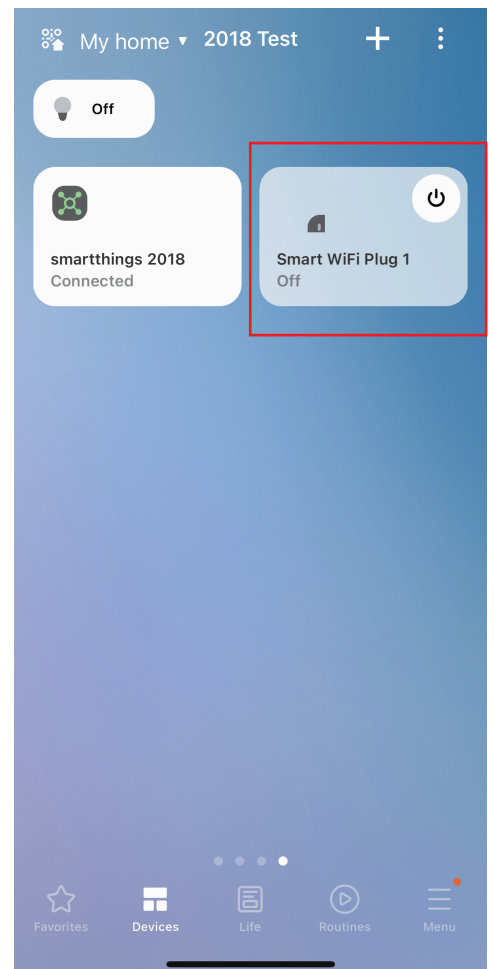 My home ▼ 2018 Test
Off
smartthings 2018
Connected
Smart WiFi Plug 1
Off
Favorites
Devices
Life
Routines
Menu